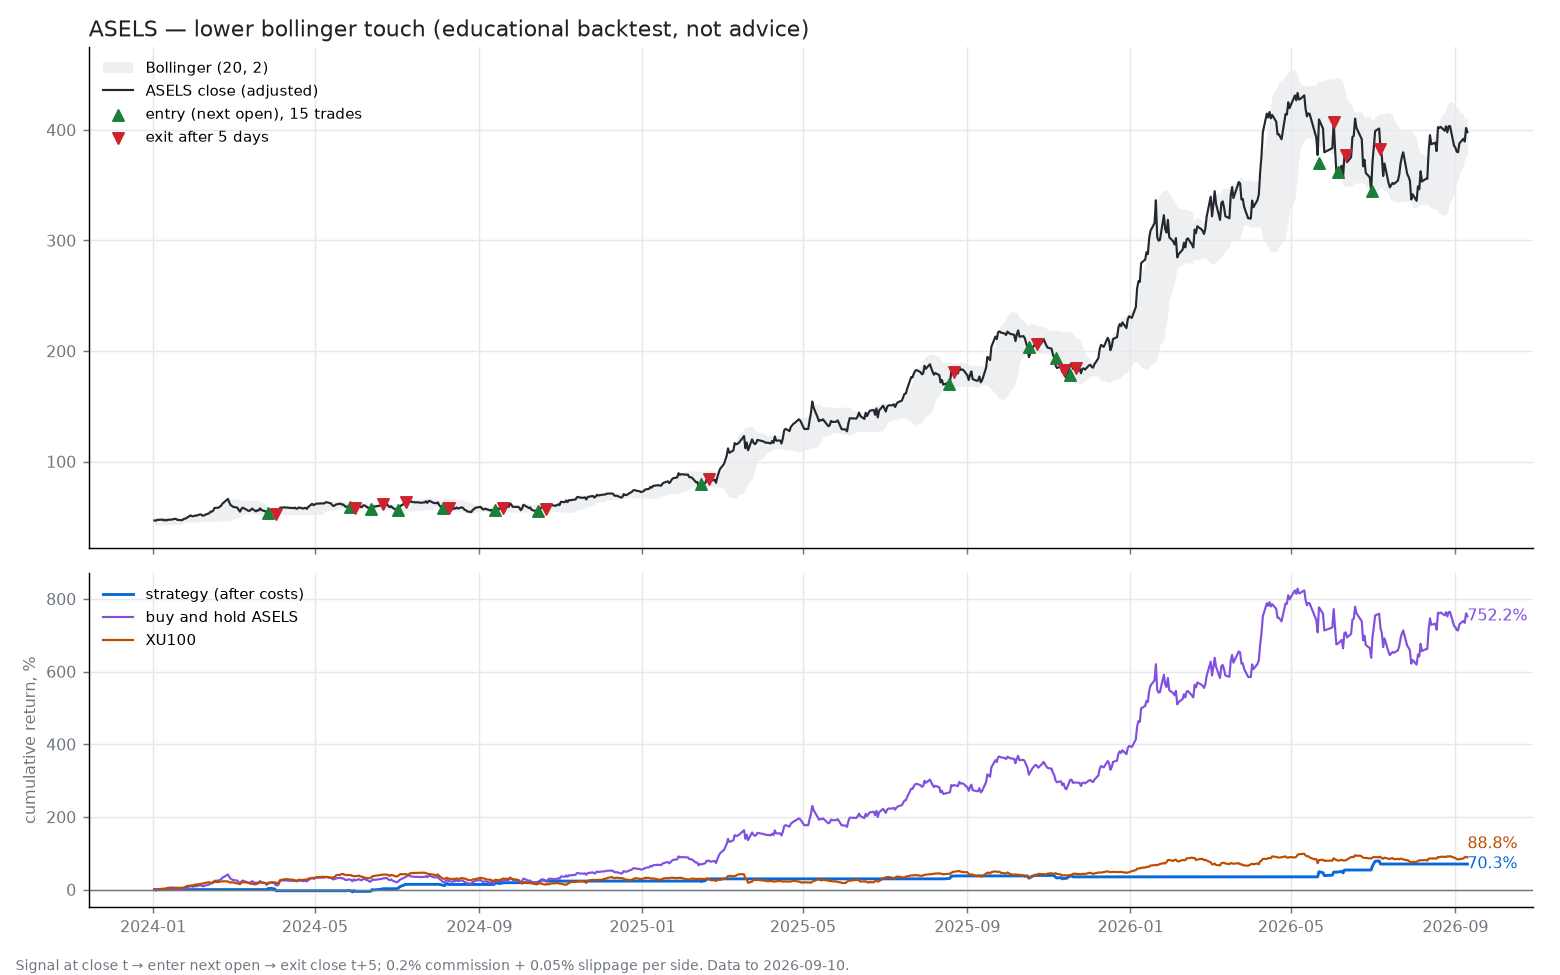 ASELS — lower bollinger touch (educational backtest, not advice)
Bollinger (20, 2)
ASELS close (adjusted)
entry (next open), 15 trades
exit after 5 days
400
300
200
100
strategy (after costs)
buy and hold ASELS
XU100
cumulative return, %
800
600
400
200
0
752.2%
88.8%
70.3%
2024-01
2024-05
2024-09
2025-01
2025-05
2025-09
2026-01
2026-05
2026-09
Signal at close t → enter next open → exit close t+5; 0.2% commission + 0.05% slippage per side. Data to 2026-09-10.